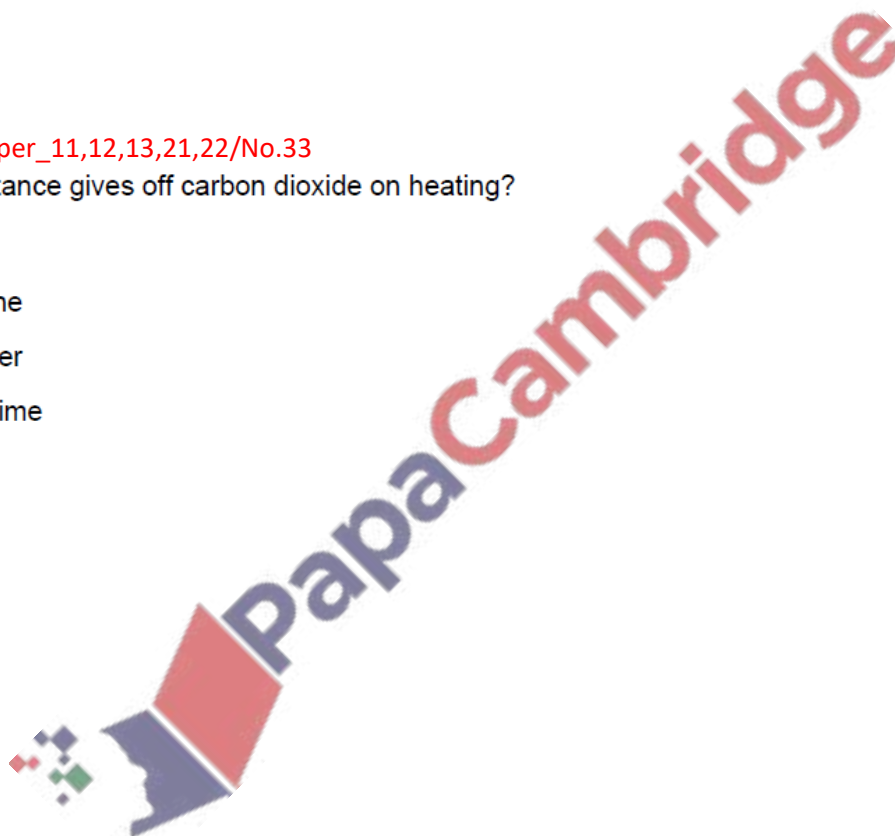 per_11,12,13,21,22/No.33
tance gives off carbon dioxide on heating?
ne
er
ime
PapaCambridge